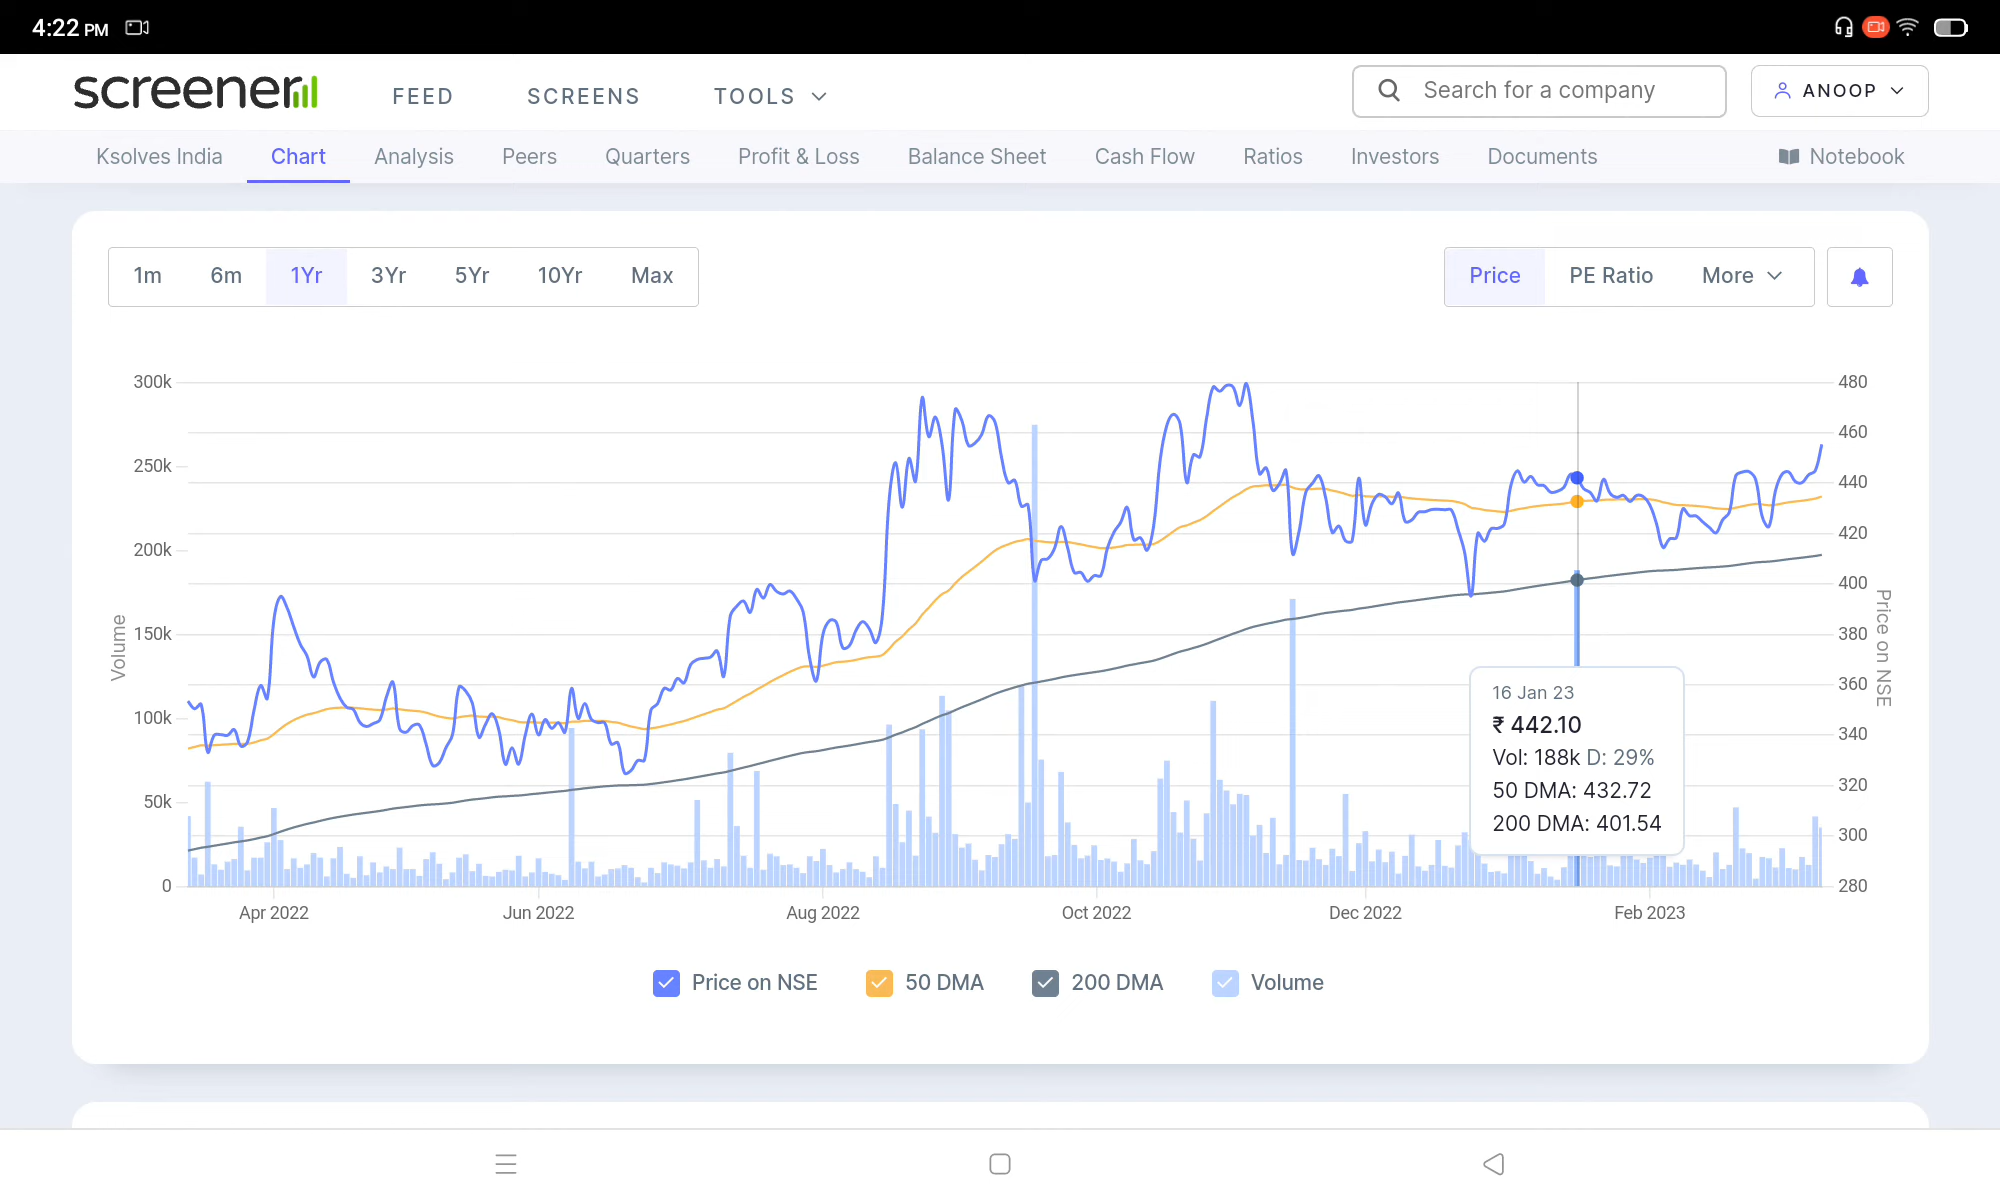 4:22 PM
screener
FEED
SCREENS
TOOLS
Search for a company
ANOOP
Ksolves India
Chart
Analysis
Peers
Quarters
Profit & Loss
Balance Sheet
Cash Flow
Ratios
Investors
Documents
Notebook
1m
6m
1Yr
3Yr
5Yr
10Yr
Max
Price
PE Ratio
More
300k
250k
200k
150k
100k
50k
0
Volume
480
460
440
420
400
380
360
340
320
300
280
Price on NSE
16 Jan 23
₹ 442.10
Vol: 188k D: 29%
50 DMA: 432.72
200 DMA: 401.54
Apr 2022
Jun 2022
Aug 2022
Oct 2022
Dec 2022
Feb 2023
Price on NSE
50 DMA
200 DMA
Volume